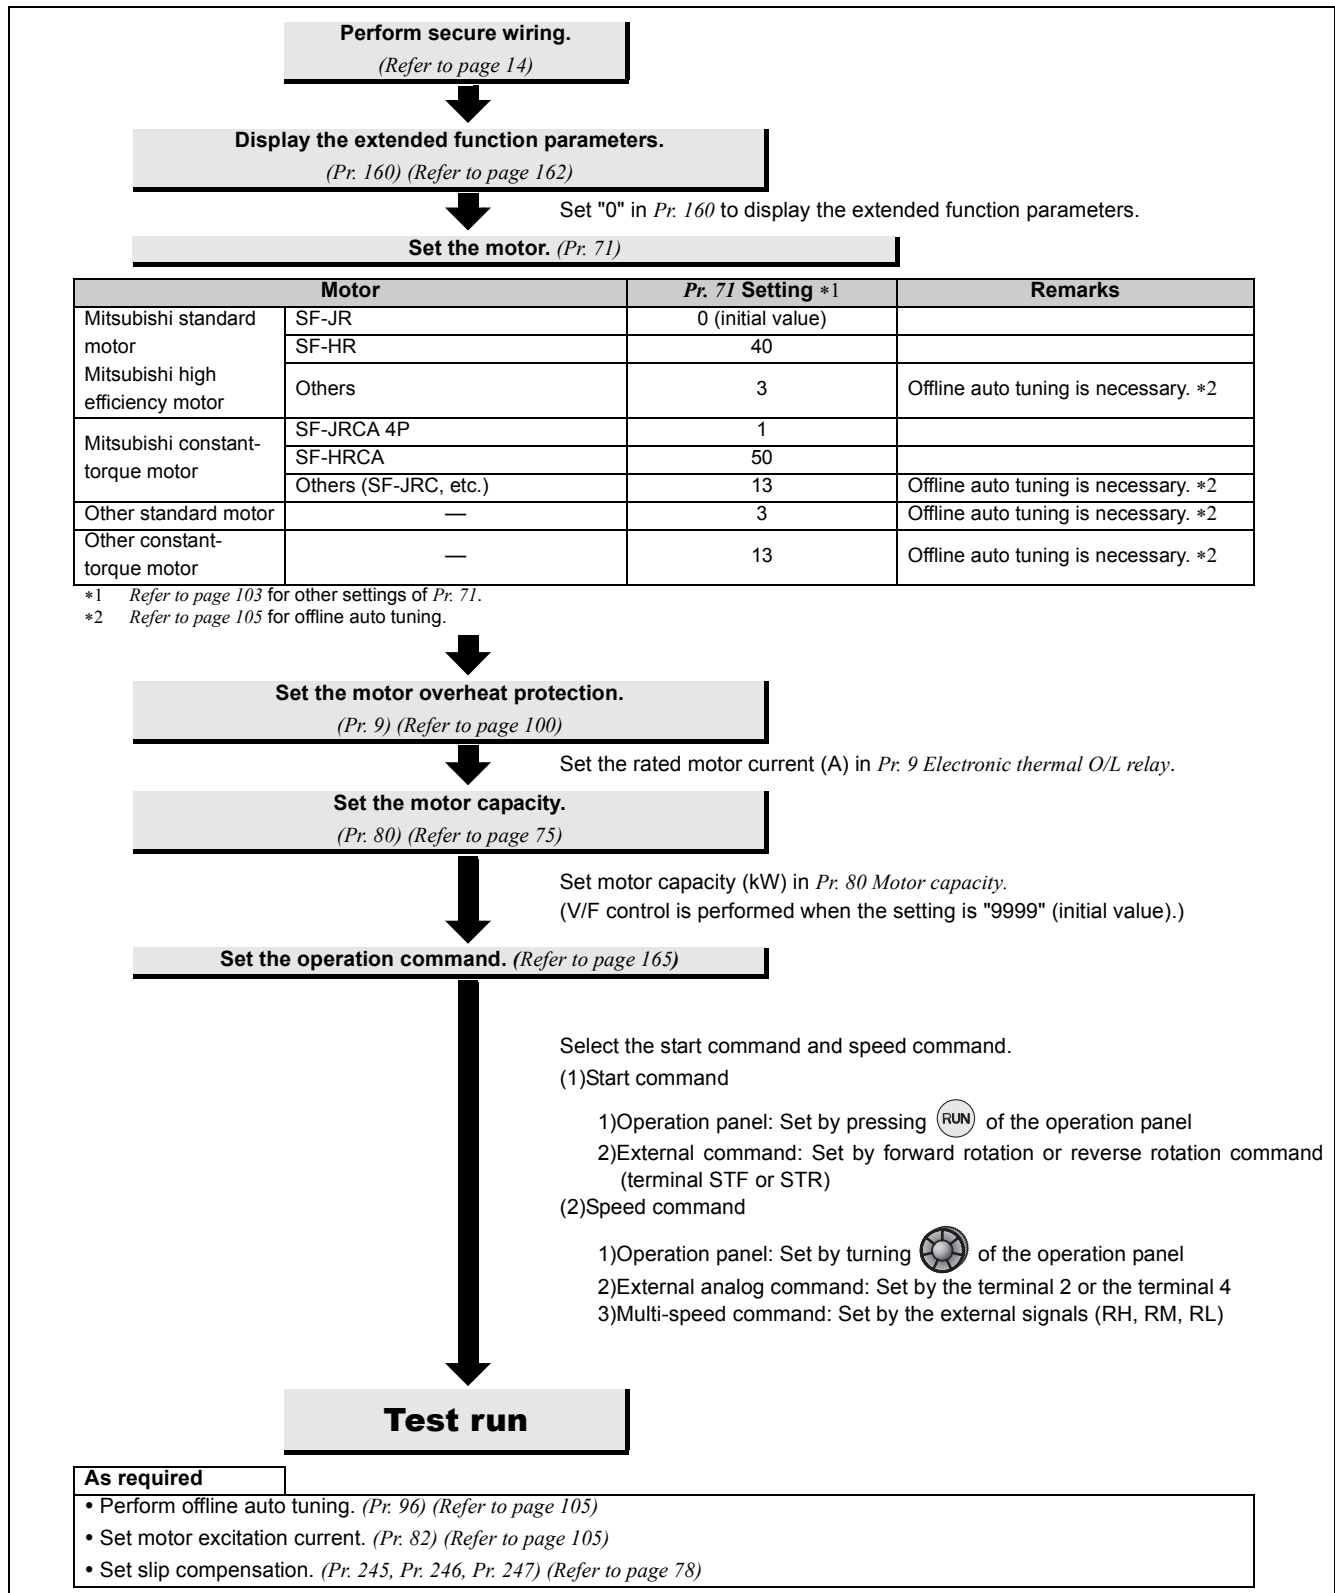 Perform secure wiring.
(Refer to page 14)
Display the extended function parameters.
(Pr. 160) (Refer to page 162)
Set "0" in Pr. 160 to display the extended function parameters.
Set the motor. (Pr. 71)
Motor Pr. 71 Setting *1 Remarks
Mitsubishi standard motor Mitsubishi high efficiency motor SF-JR 0 (initial value)
SF-HR 40
Others 3 Offline auto tuning is necessary. *2
Mitsubishi constant-torque motor SF-JRCA 4P 1
SF-HRCA 50
Others (SF-JRC, etc.) 13 Offline auto tuning is necessary. *2
Other standard motor — 3 Offline auto tuning is necessary. *2
Other constant-torque motor — 13 Offline auto tuning is necessary. *2
*1 Refer to page 103 for other settings of Pr. 71.
*2 Refer to page 105 for offline auto tuning.
Set the motor overheat protection.
(Pr. 9) (Refer to page 100)
Set the rated motor current (A) in Pr. 9 Electronic thermal O/L relay.
Set the motor capacity.
(Pr. 80) (Refer to page 75)
Set motor capacity (kW) in Pr. 80 Motor capacity.
(V/F control is performed when the setting is "9999" (initial value).)
Set the operation command. (Refer to page 165)
Select the start command and speed command.
(1)Start command
1)Operation panel: Set by pressing RUN of the operation panel
2)External command: Set by forward rotation or reverse rotation command
(terminal STF or STR)
(2)Speed command
1)Operation panel: Set by turning of the operation panel
2)External analog command: Set by the terminal 2 or the terminal 4
3)Multi-speed command: Set by the external signals (RH, RM, RL)
Test run
As required
• Perform offline auto tuning. (Pr. 96) (Refer to page 105)
• Set motor excitation current. (Pr. 82) (Refer to page 105)
• Set slip compensation. (Pr. 245, Pr. 246, Pr. 247) (Refer to page 78)